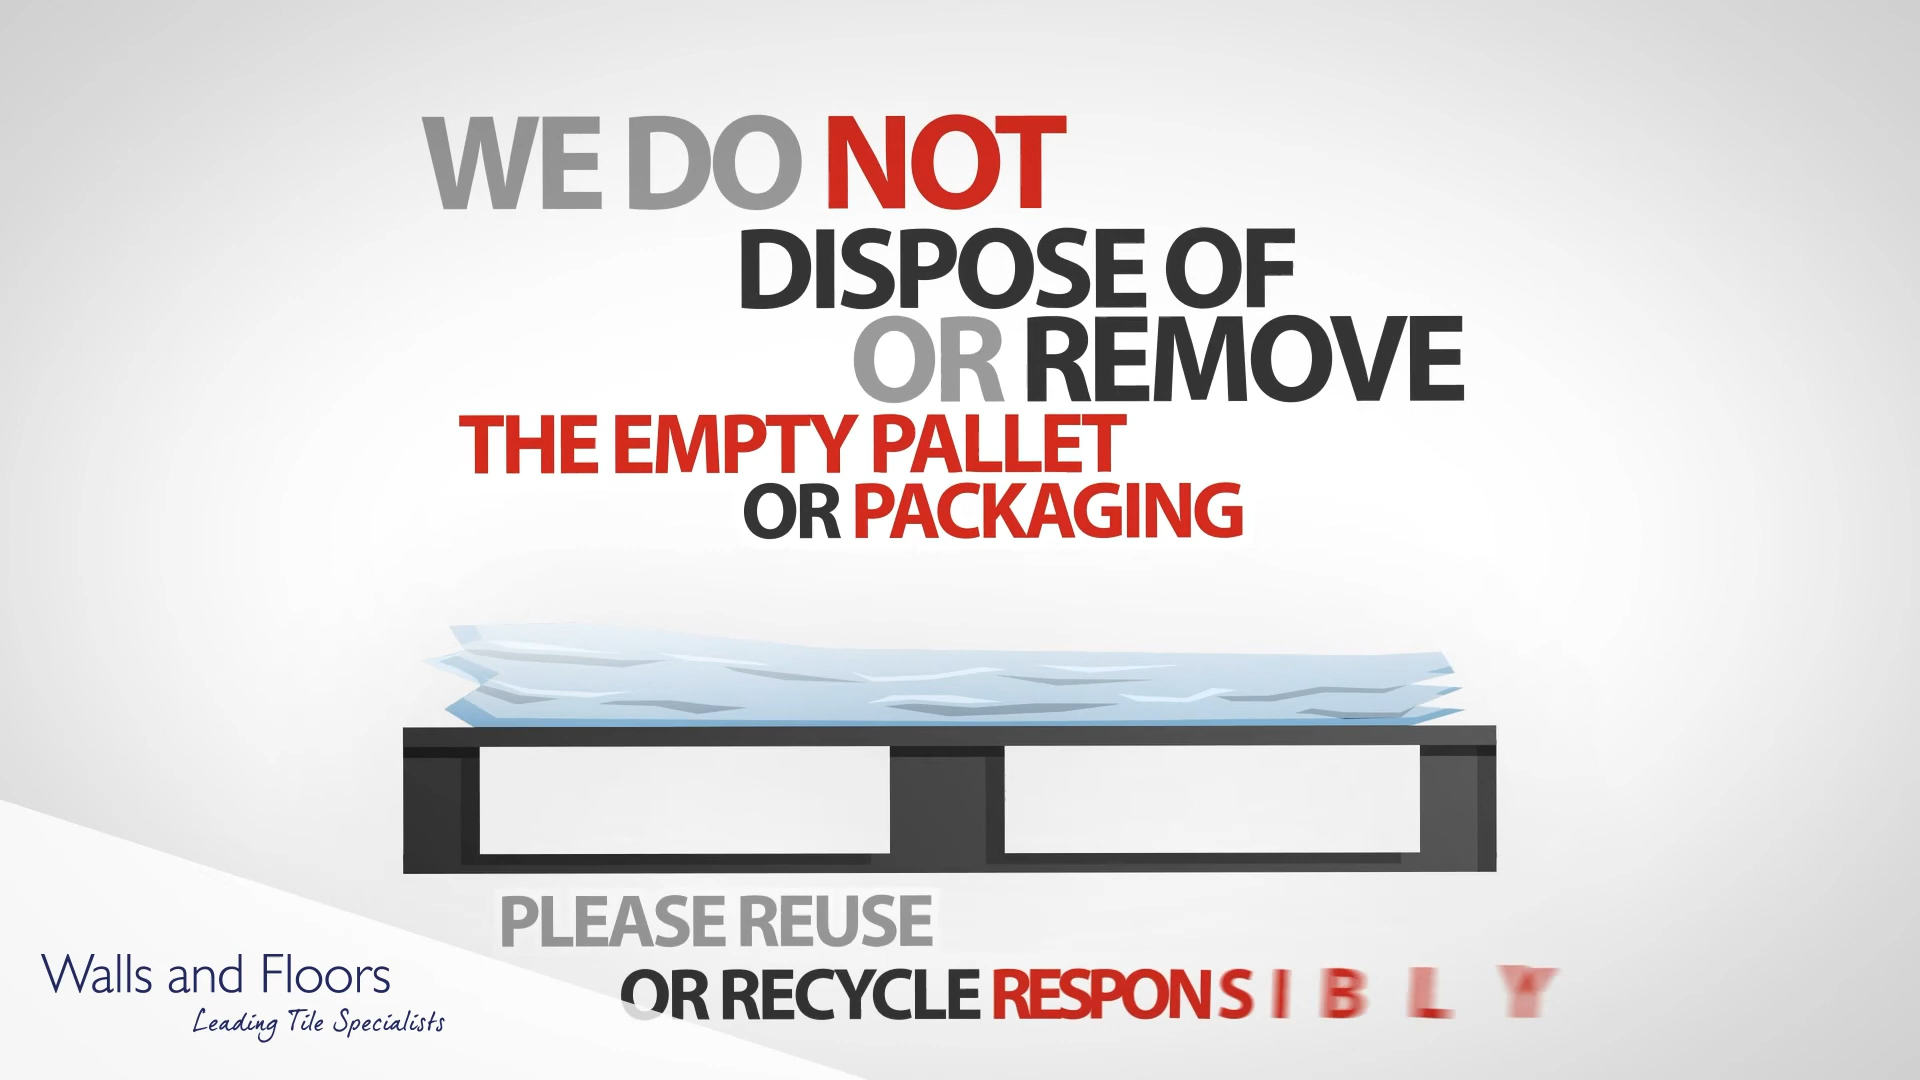 WE DO NOT
DISPOSE OF
OR REMOVE
THE EMPTY PALLET
OR PACKAGING
PLEASE REUSE
OR RECYCLE RESPONSIBLY
Walls and Floors
Leading Tile Specialists